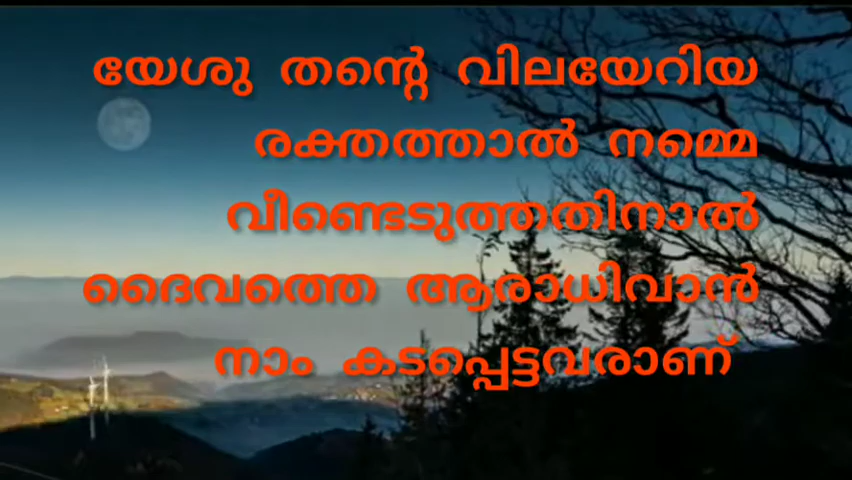 യേശു തന്റെ വിലയേറിയ
രക്തത്താൽ നമ്മെ
വീണ്ടെടുത്തതിനാൽ
ദൈവത്തെ ആരാധിവാൻ
നാം കടപ്പെട്ടവരാണ്